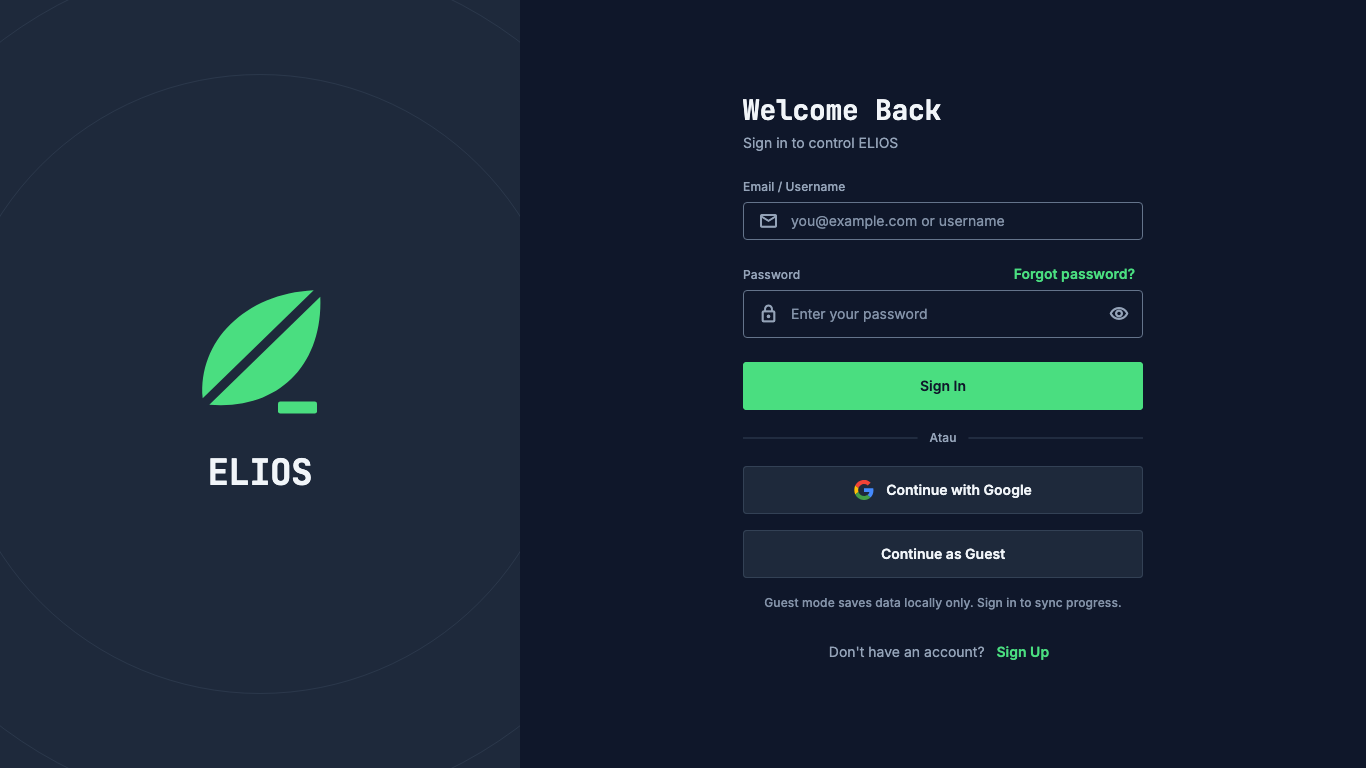 ELIOS
Welcome Back
Sign in to control ELIOS
Email / Username
you@example.com or username
Password
Forgot password?
Enter your password
Sign In
Atau
Continue with Google
Continue as Guest
Guest mode saves data locally only. Sign in to sync progress.
Don't have an account? Sign Up